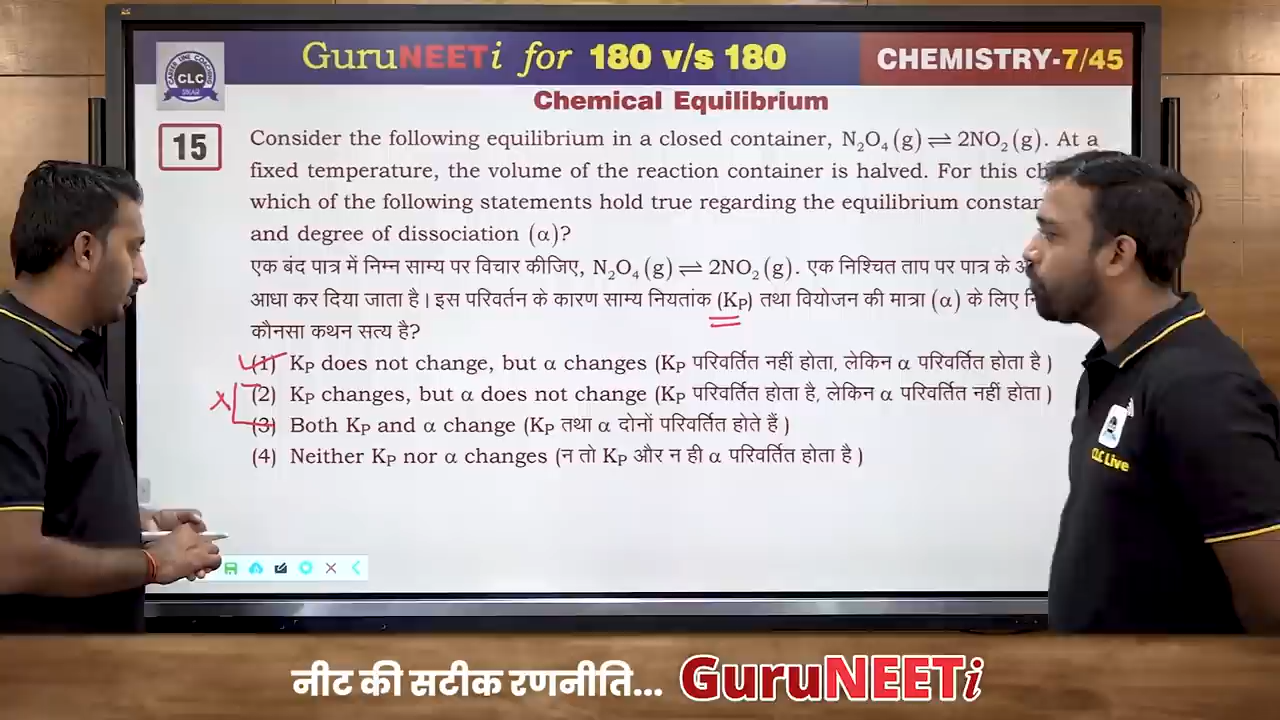 GuruNEETi for 180 v/s 180
CHEMISTRY-7/45
CLC
SIKAR
Chemical Equilibrium
15
Consider the following equilibrium in a closed container, N₂O₄(g) ⇌ 2NO₂(g). At a
fixed temperature, the volume of the reaction container is halved. For this
which of the following statements hold true regarding the equilibrium
and degree of dissociation (α)?
एक बंद पात्र में निम्न साम्य पर विचार कीजिए, N₂O₄(g) ⇌ 2NO₂(g). एक निश्चित ताप पर पात्र के
आधा कर दिया जाता है। इस परिवर्तन के कारण साम्य नियतांक (Kₚ) तथा वियोजन की मात्रा (α) के लिए
कौनसा कथन सत्य है?
(1) Kₚ does not change, but α changes (Kₚ परिवर्तित नहीं होता, लेकिन α परिवर्तित होता है)
(2) Kₚ changes, but α does not change (Kₚ परिवर्तित होता है, लेकिन α परिवर्तित नहीं होता)
(3) Both Kₚ and α change (Kₚ तथा α दोनों परिवर्तित होते हैं)
(4) Neither Kₚ nor α changes (न तो Kₚ और न ही α परिवर्तित होता है)
CLC Live
नीट की सटीक रणनीति... GuruNEETi